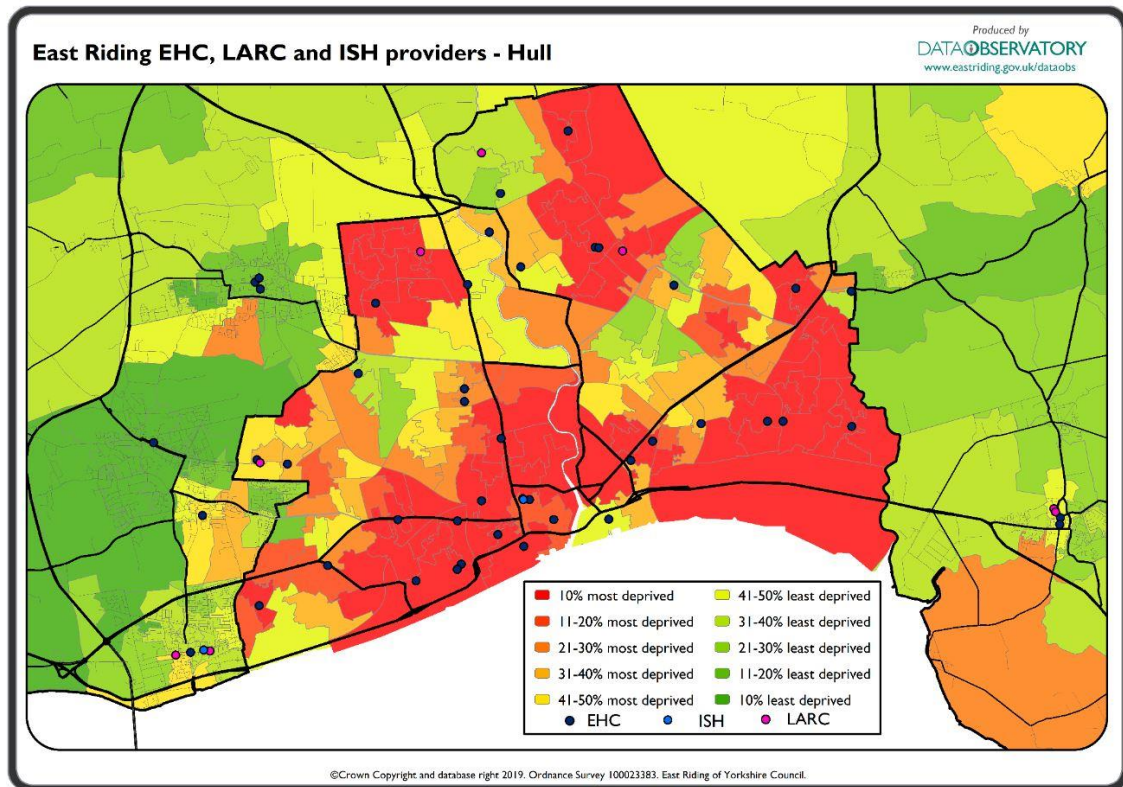 East Riding EHC, LARC and ISH providers - Hull
Produced by
DATA OBSERVATORY
www.eastriding.gov.uk/dataobs
10% most deprived
11-20% most deprived
21-30% most deprived
31-40% most deprived
41-50% most deprived
41-50% least deprived
31-40% least deprived
21-30% least deprived
11-20% least deprived
10% least deprived
EHC ISH LARC
©Crown Copyright and database right 2019. Ordnance Survey 100023383. East Riding of Yorkshire Council.